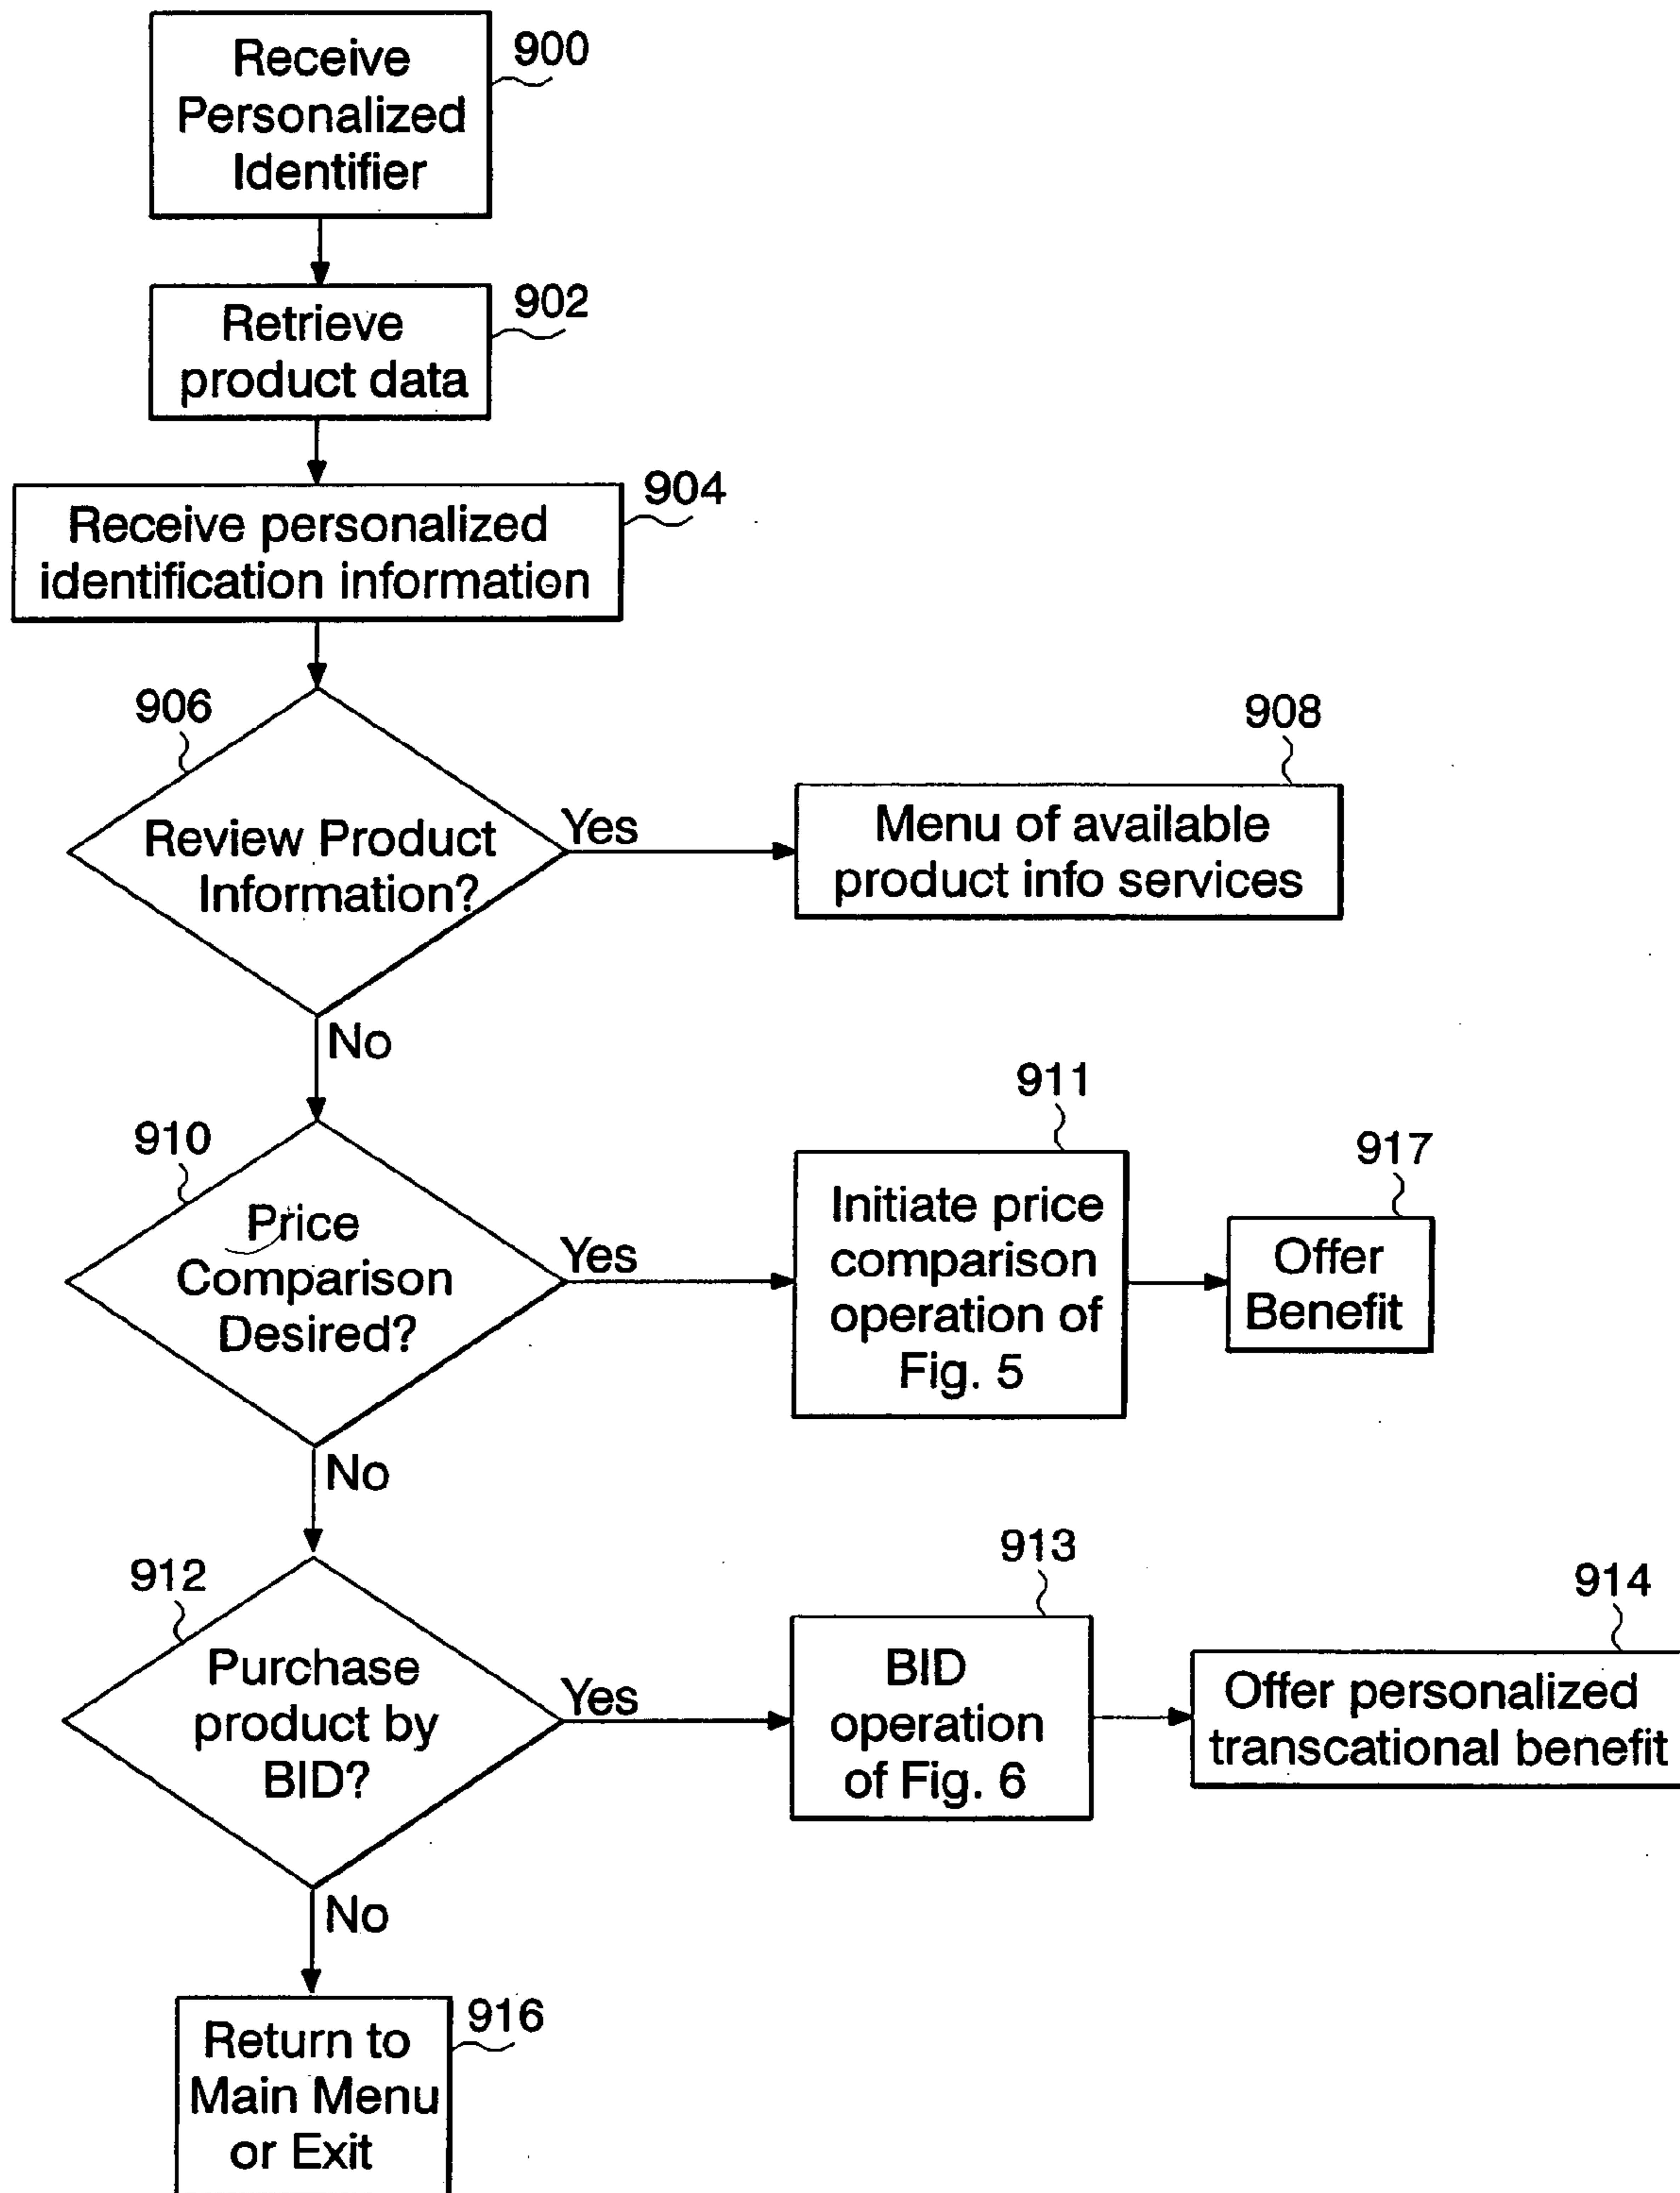 900
Receive
Personalized
Identifier
902
Retrieve
product data
904
Receive personalized
identification information
906
Review Product
Information?
Yes
908
Menu of available
product info services
No
910
Price
Comparison
Desired?
Yes
911
Initiate price
comparison
operation of
Fig. 5
917
Offer
Benefit
No
912
Purchase
product by
BID?
Yes
913
BID
operation
of Fig. 6
914
Offer personalized
transcational benefit
No
916
Return to
Main Menu
or Exit